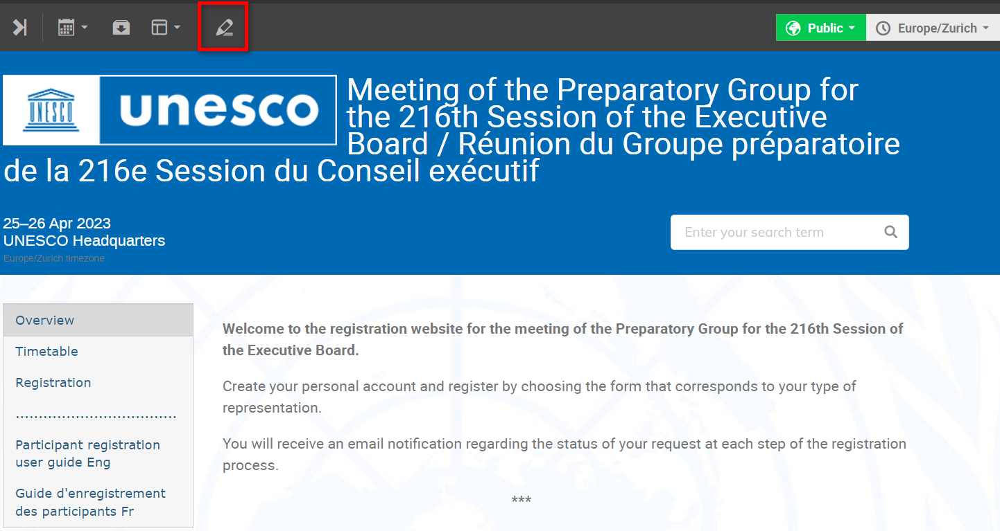 Public
Europe/Zurich
UNESCO
unesco
Meeting of the Preparatory Group for
the 216th Session of the Executive
Board / Réunion du Groupe préparatoire
de la 216e Session du Conseil exécutif
25–26 Apr 2023
UNESCO Headquarters
Europe/Zurich timezone
Enter your search term
Overview
Timetable
Registration
...................................
Participant registration
user guide Eng
Guide d'enregistrement
des participants Fr
Welcome to the registration website for the meeting of the Preparatory Group for the 216th Session of
the Executive Board.
Create your personal account and register by choosing the form that corresponds to your type of
representation.
You will receive an email notification regarding the status of your request at each step of the registration
process.
***